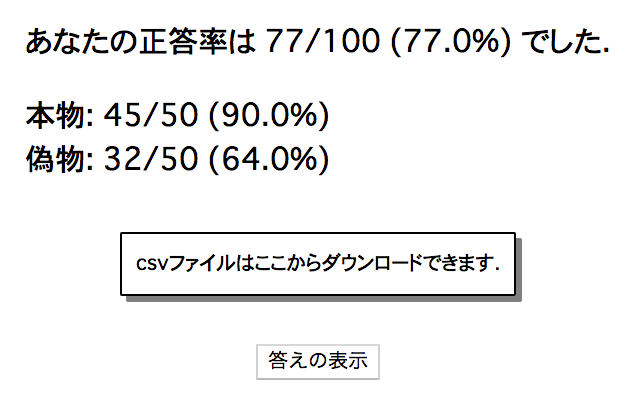 あなたの正答率は 77/100 (77.0%) でした.
本物: 45/50 (90.0%)
偽物: 32/50 (64.0%)
csvファイルはここからダウンロードできます.
答えの表示